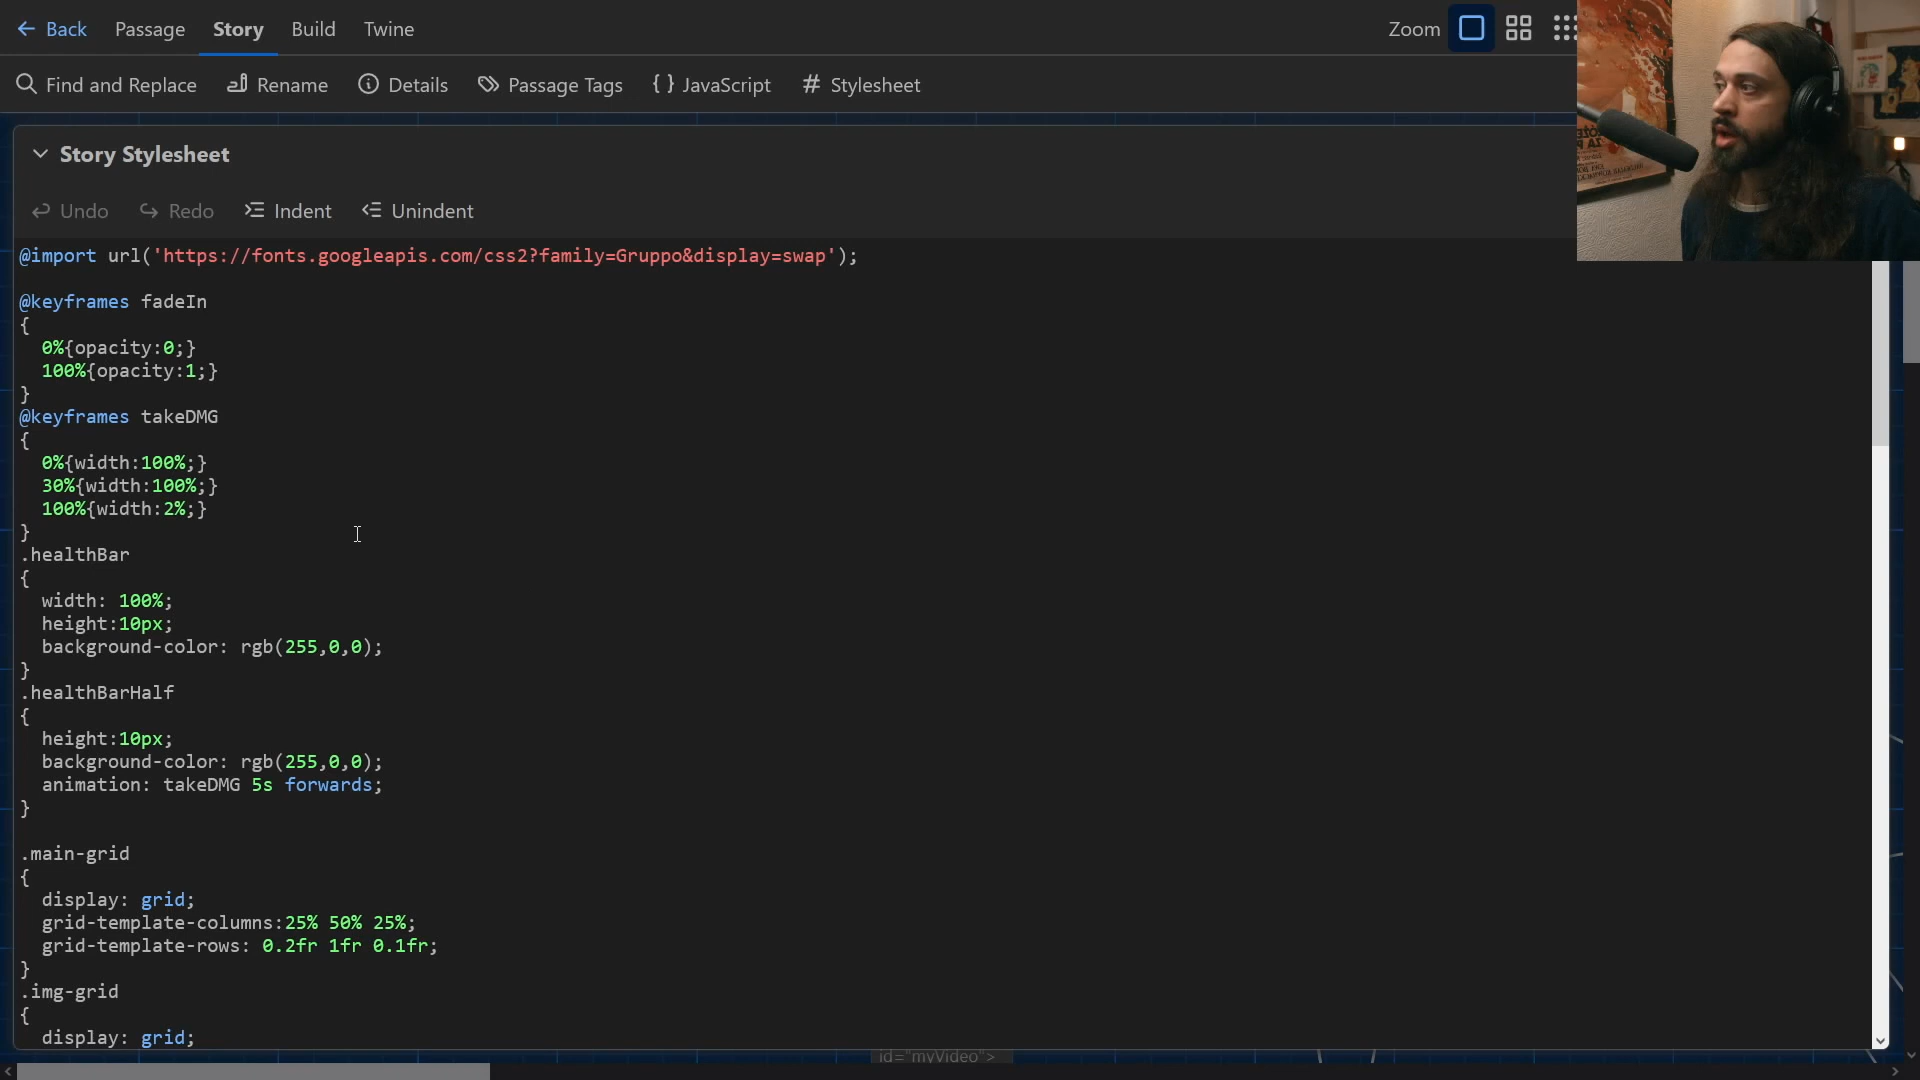 Back Passage Story Build Twine Zoom
Find and Replace Rename Details Passage Tags { } JavaScript # Stylesheet
Story Stylesheet
Undo Redo Indent Unindent
@import url('https://fonts.googleapis.com/css2?family=Gruppo&display=swap');
@keyframes fadeIn
{
0%{opacity:0;}
100%{opacity:1;}
}
@keyframes takeDMG
{
0%{width:100%;}
30%{width:100%;}
100%{width:2%;}
}
.healthBar
{
width: 100%;
height:10px;
background-color: rgb(255,0,0);
}
.healthBarHalf
{
height:10px;
background-color: rgb(255,0,0);
animation: takeDMG 5s forwards;
}
.main-grid
{
display: grid;
grid-template-columns:25% 50% 25%;
grid-template-rows: 0.2fr 1fr 0.1fr;
}
.img-grid
{
display: grid;
id="myVideo">